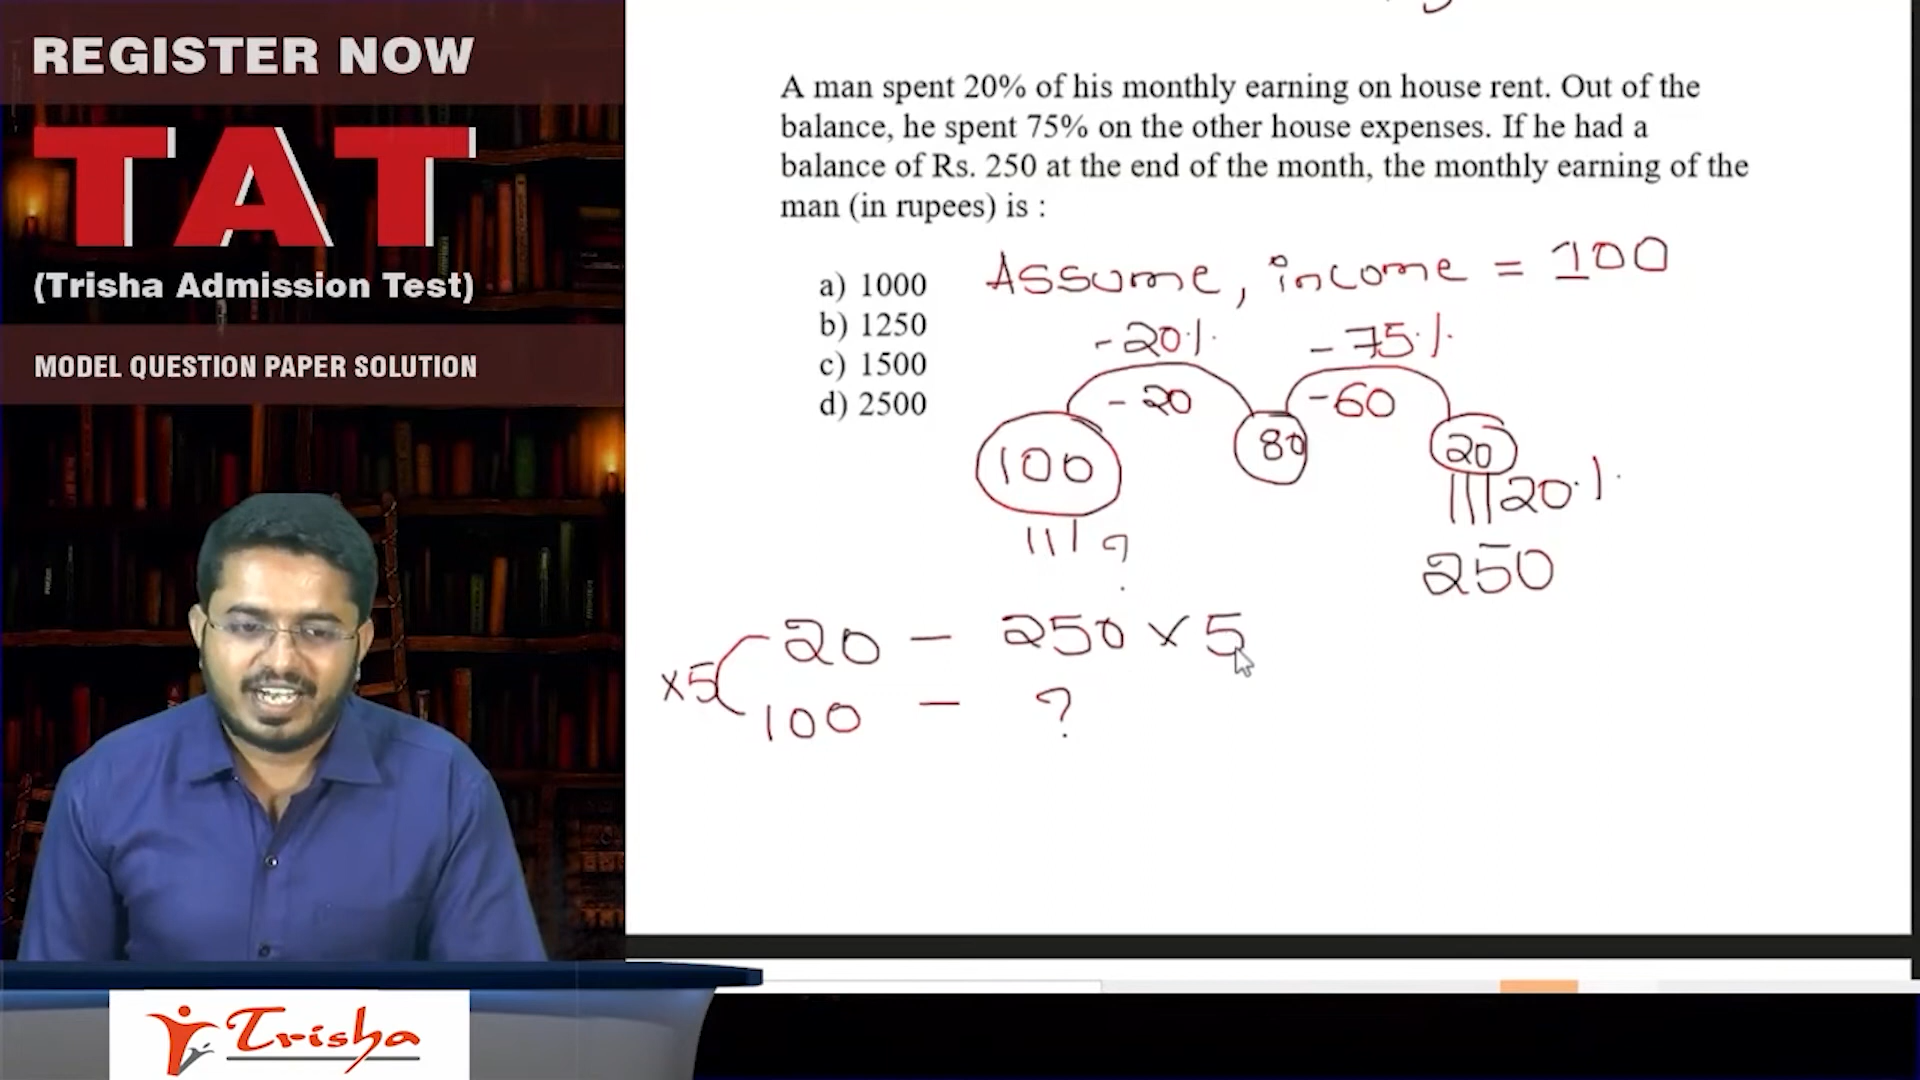 REGISTER NOW
TAT
(Trisha Admission Test)
MODEL QUESTION PAPER SOLUTION
Trisha
A man spent 20% of his monthly earning on house rent. Out of the
balance, he spent 75% on the other house expenses. If he had a
balance of Rs. 250 at the end of the month, the monthly earning of the
man (in rupees) is :
a) 1000
b) 1250
c) 1500
d) 2500
Assume, income = 100
-20% -75%
-20 -60
100 80 20
||| 20%
||| ?
250
20 - 250 x 5
x5
100 - ?